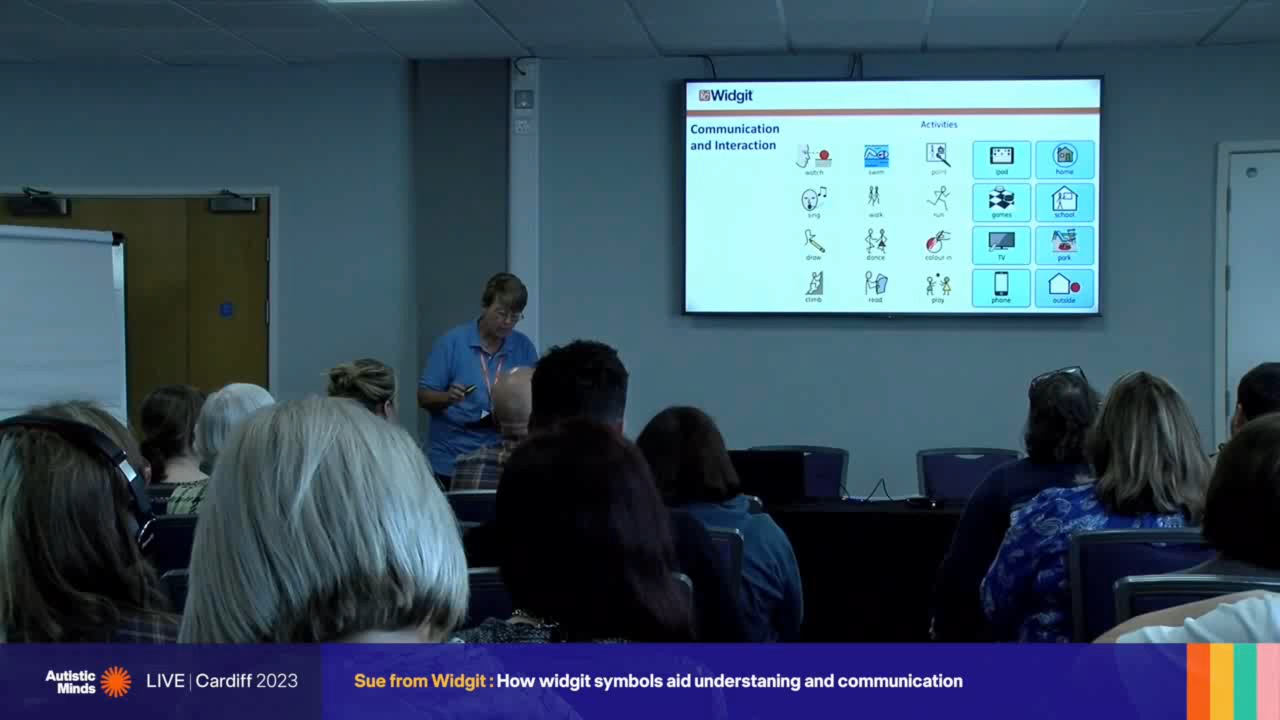 Widgit
Communication
and Interaction
Activities
watch swim paint ipad home
sing walk run games school
draw dance colour in TV park
climb read play phone outside
Autistic
Minds
LIVE | Cardiff 2023
Sue from Widgit : How widgit symbols aid understaning and communication